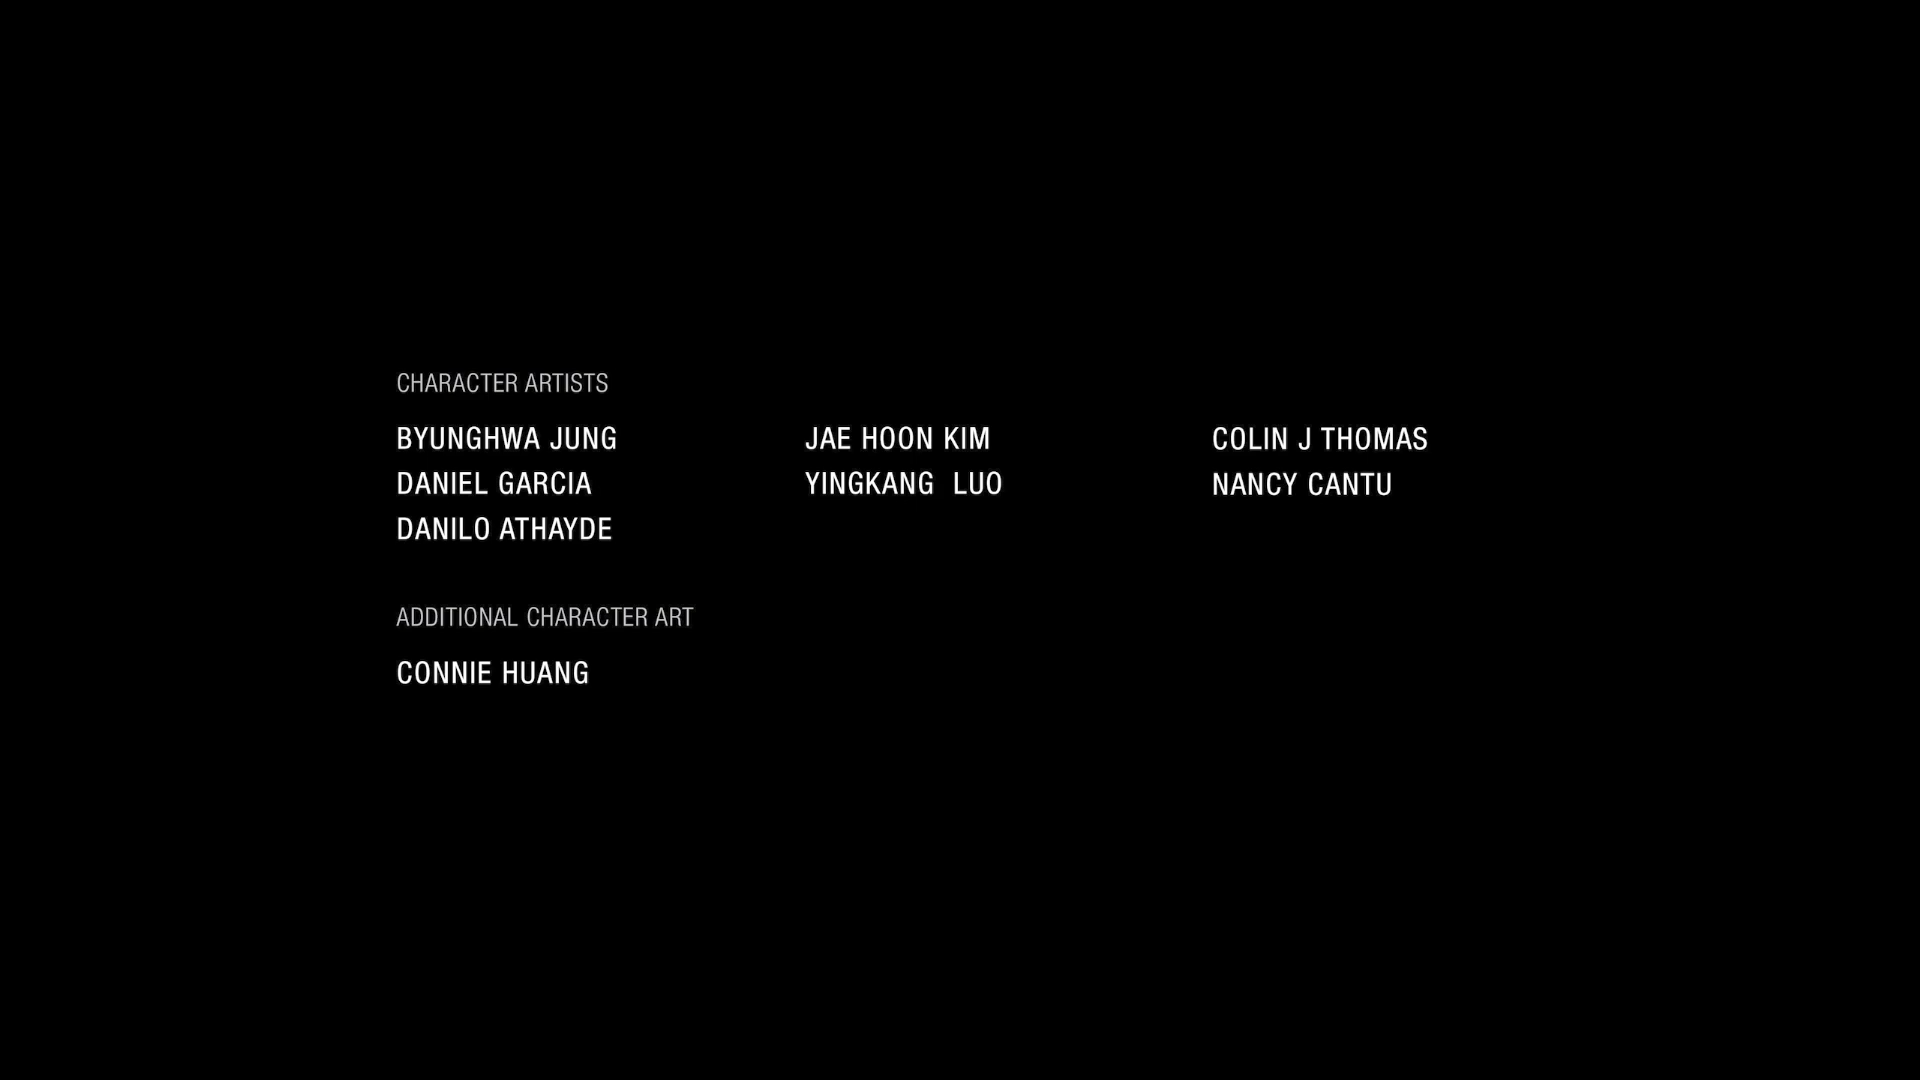 CHARACTER ARTISTS
BYUNGHWA JUNG
DANIEL GARCIA
DANILO ATHAYDE
JAE HOON KIM
YINGKANG  LUO
COLIN J THOMAS
NANCY CANTU
ADDITIONAL CHARACTER ART
CONNIE HUANG